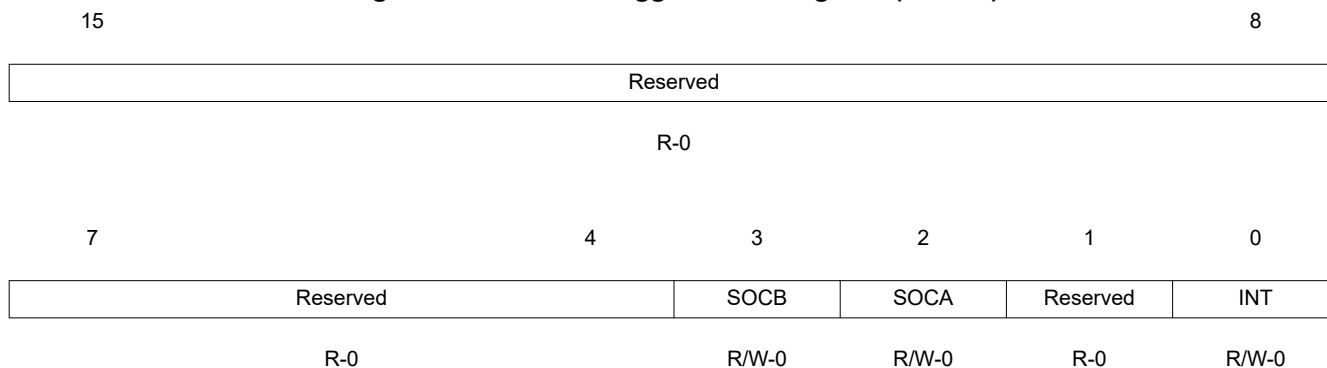 15 8
Reserved
R-0
7 4 3 2 1 0
Reserved SOCB SOCA Reserved INT
R-0 R/W-0 R/W-0 R-0 R/W-0